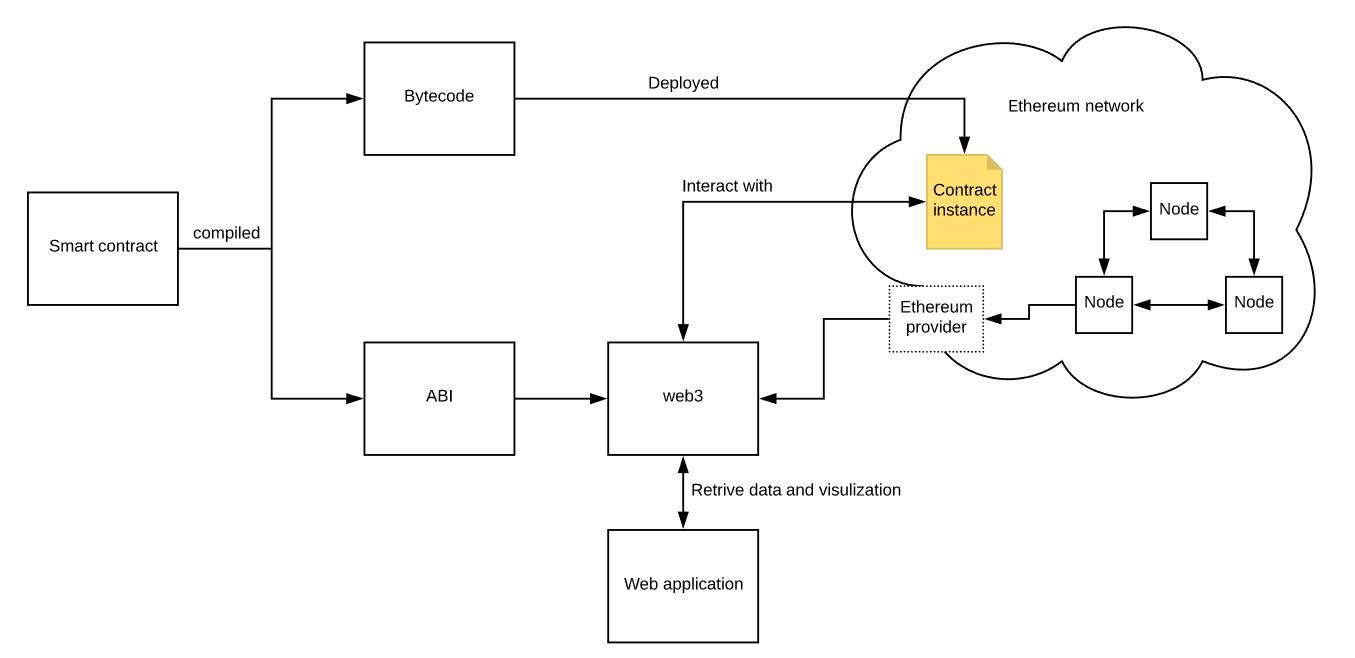 Bytecode
Deployed
Ethereum network
Contract
instance
Interact with
Node
Smart contract
compiled
Ethereum
provider
Node
Node
ABI
web3
Retrive data and visulization
Web application